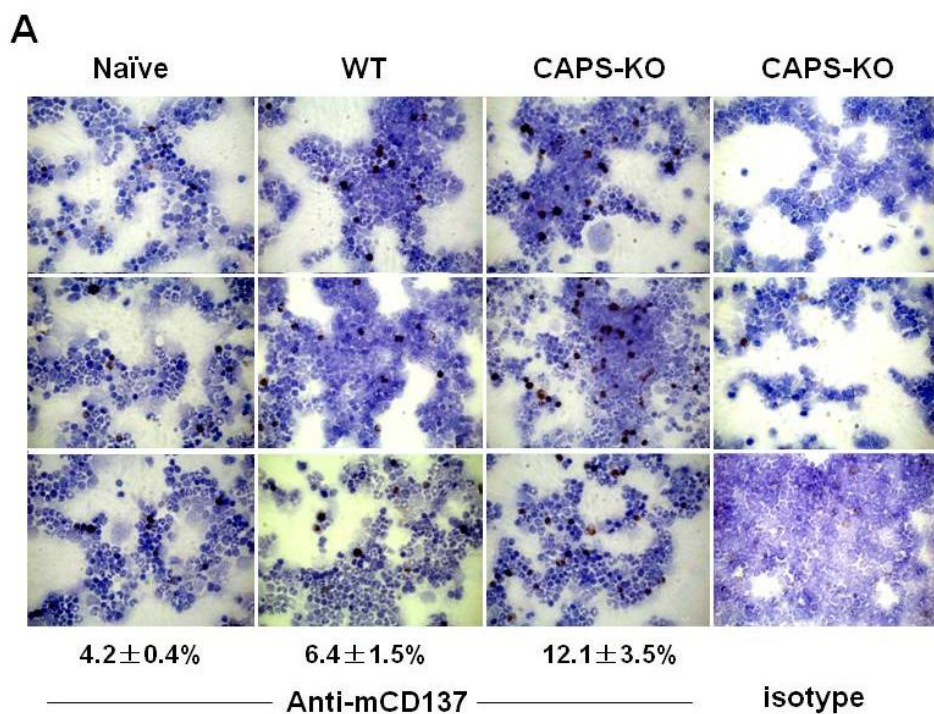 A
Naïve WT CAPS-KO CAPS-KO
4.2±0.4% 6.4±1.5% 12.1±3.5%
Anti-mCD137 isotype